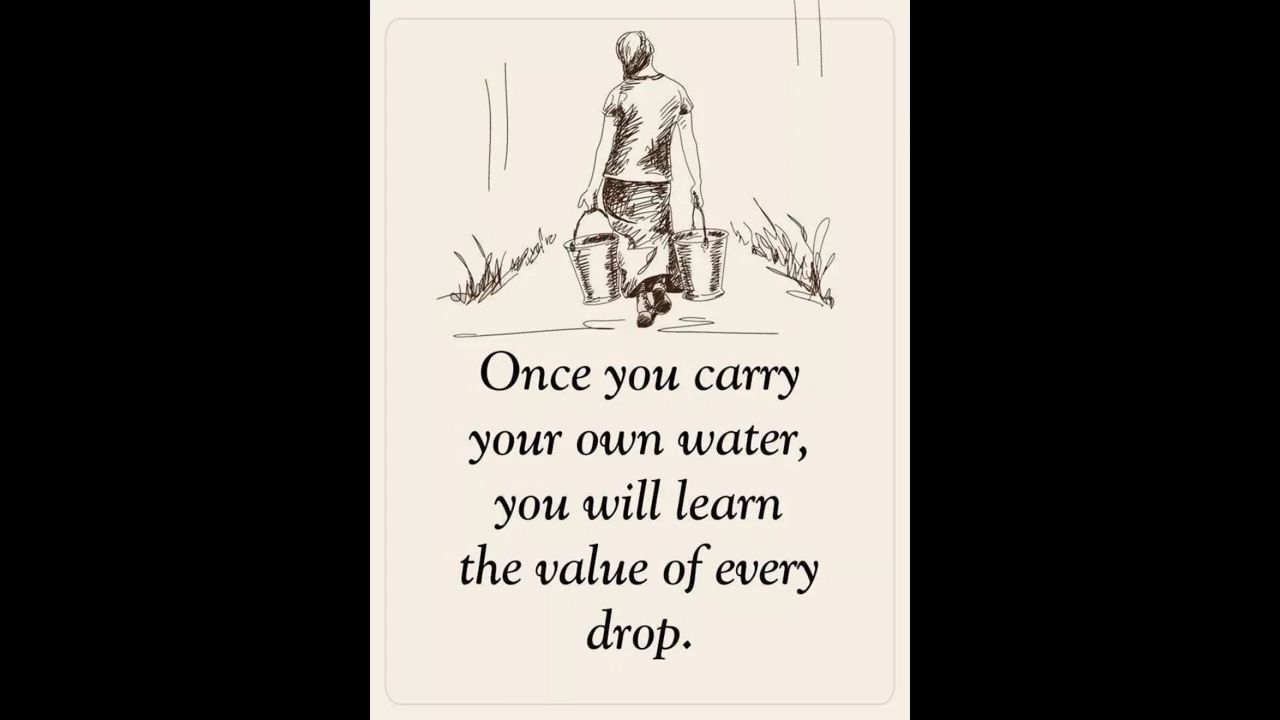 Once you carry
your own water,
you will learn
the value of every
drop.